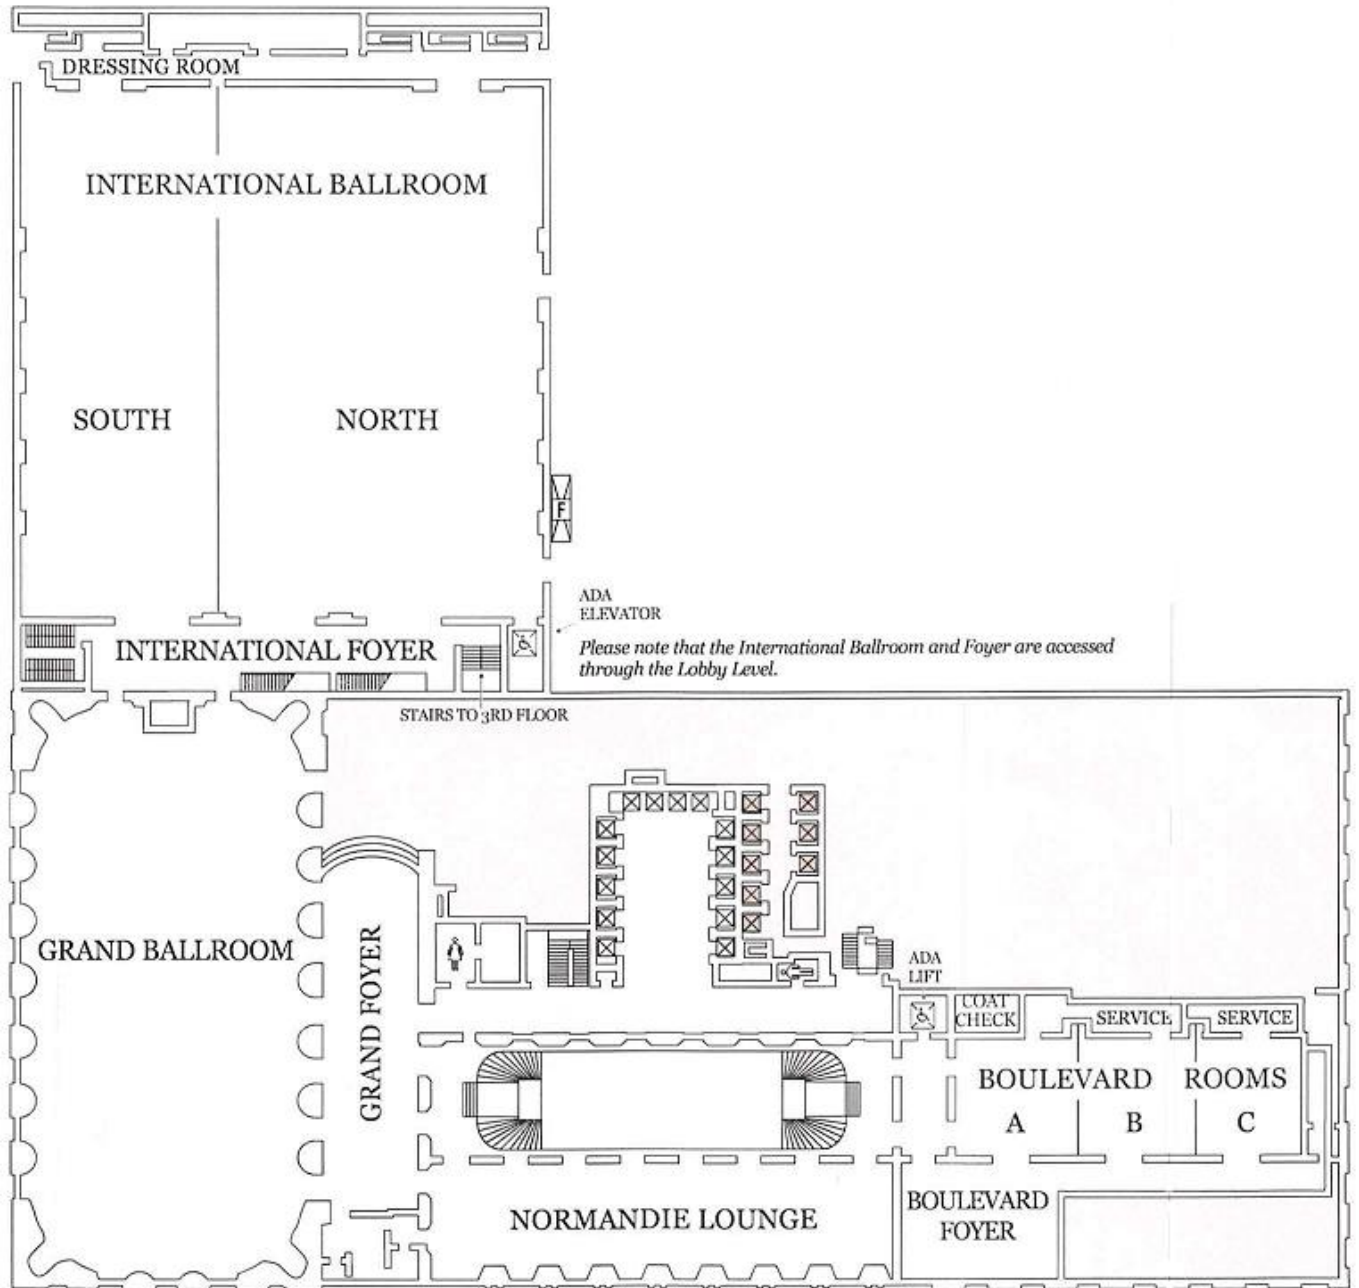 DRESSING ROOM
INTERNATIONAL BALLROOM
SOUTH
NORTH
F
ADA
ELEVATOR
INTERNATIONAL FOYER
Please note that the International Ballroom and Foyer are accessed
through the Lobby Level.
STAIRS TO 3RD FLOOR
GRAND BALLROOM
GRAND FOYER
ADA
LIFT
COAT
CHECK
SERVICE
SERVICE
BOULEVARD ROOMS
A
B
C
NORMANDIE LOUNGE
BOULEVARD
FOYER